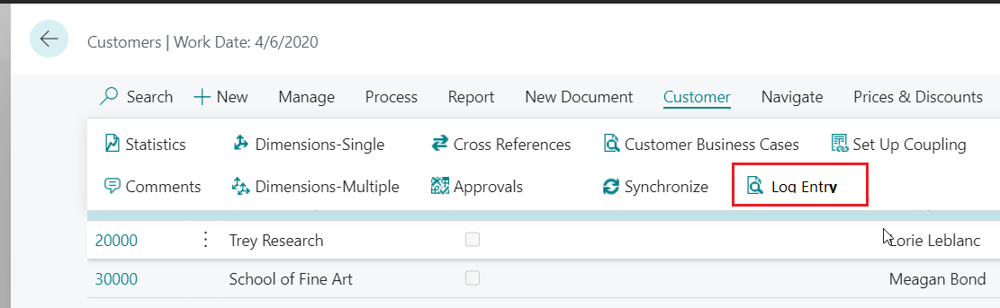 Customers | Work Date: 4/6/2020
Search New Manage Process Report New Document Customer Navigate Prices & Discounts
Statistics Dimensions-Single Cross References Customer Business Cases Set Up Coupling
Comments Dimensions-Multiple Approvals Synchronize Log Entry
20000 Trey Research Lorie Leblanc
30000 School of Fine Art Meagan Bond